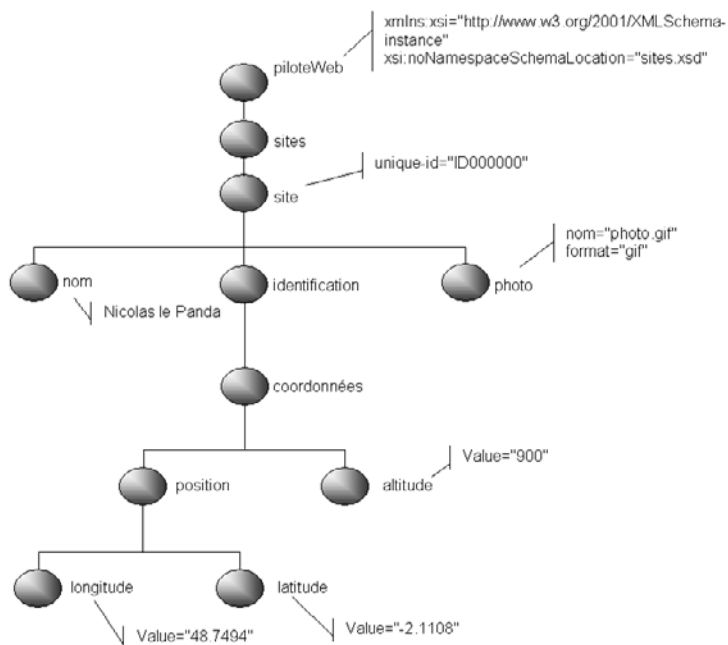 xmlns:xsi="http://www.w3.org/2001/XMLSchema-
instance"
xsi:noNamespaceSchemaLocation="sites.xsd"
piloteWeb
sites
unique-id="ID000000"
site
nom="photo.gif"
format="gif"
nom
identification
photo
Nicolas le Panda
coordonnées
Value="900"
position
altitude
longitude
latitude
Value="48.7494"
Value="-2.1108"